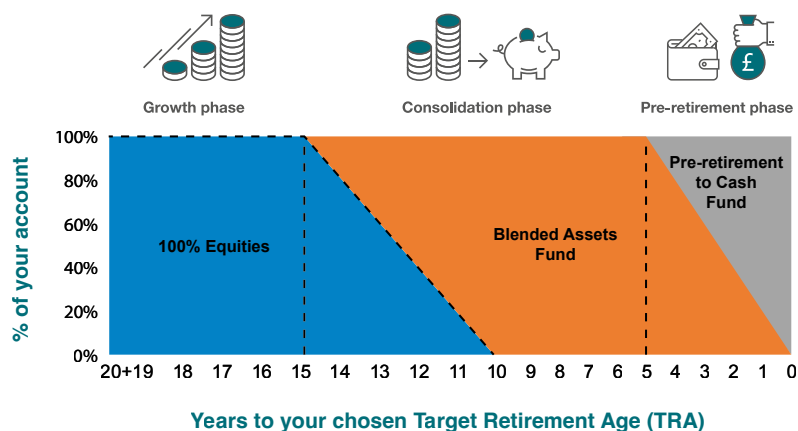 £
Growth phase
Consolidation phase
Pre-retirement phase
% of your account
100%
80%
60%
40%
20%
0%
100% Equities
Blended Assets
Fund
Pre-retirement
to Cash
Fund
20+19 18 17 16 15 14 13 12 11 10 9 8 7 6 5 4 3 2 1 0
Years to your chosen Target Retirement Age (TRA)